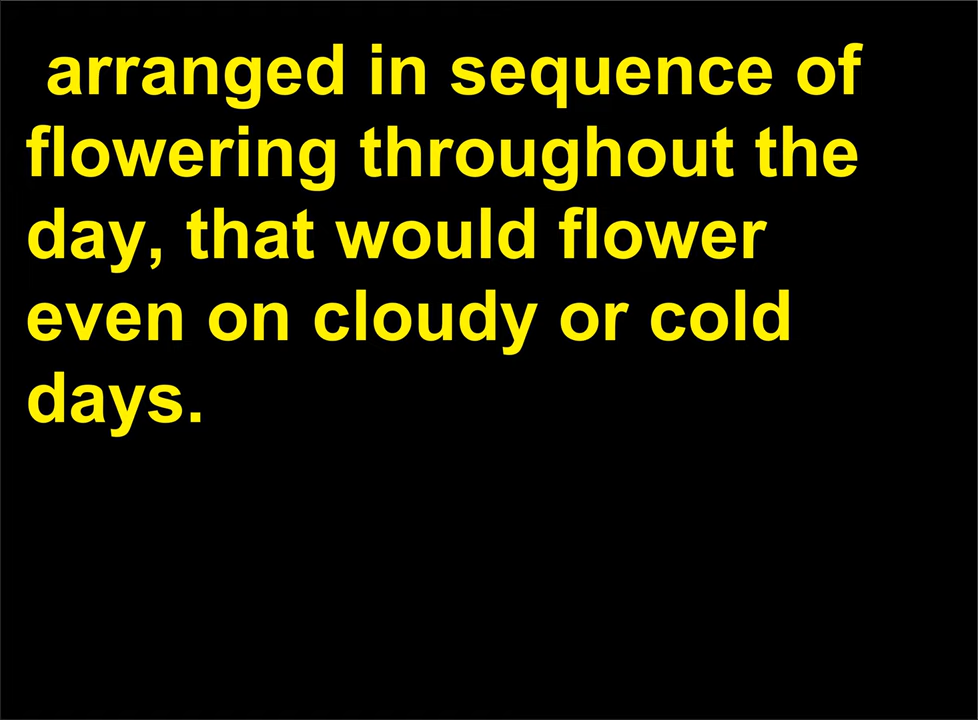 arranged in sequence of
flowering throughout the
day, that would flower
even on cloudy or cold
days.